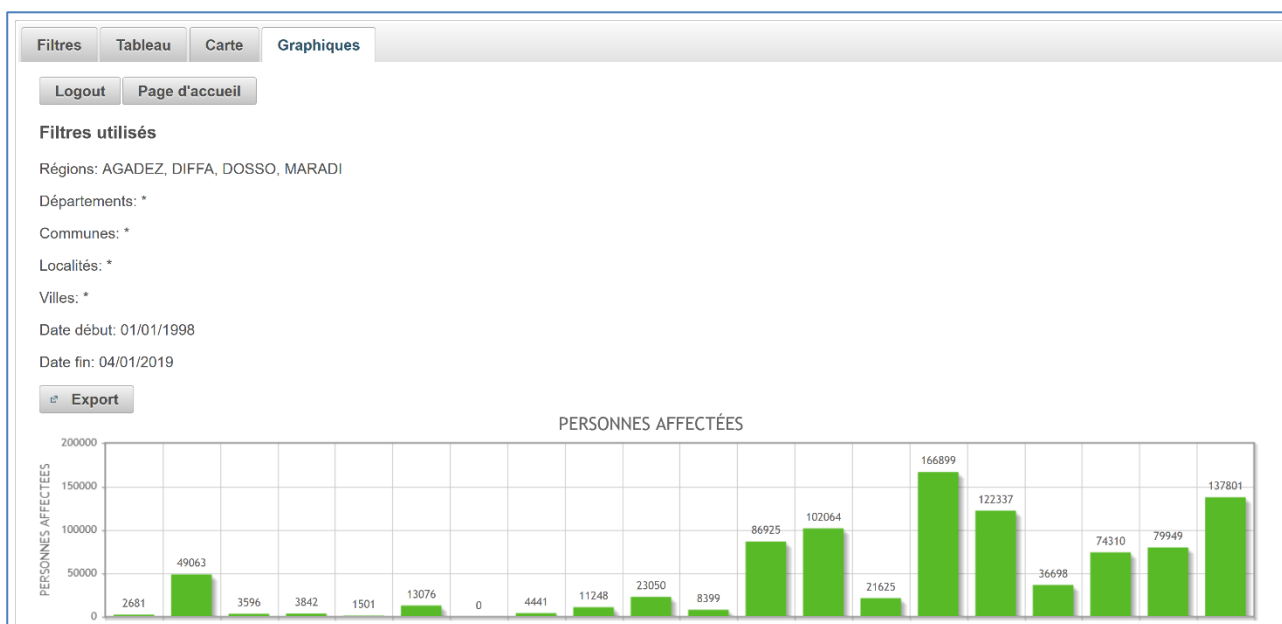 Filtres Tableau Carte Graphiques
Logout Page d'accueil
Filtres utilisés
Régions: AGADEZ, DIFFA, DOSSO, MARADI
Départements: *
Communes: *
Localités: *
Villes: *
Date début: 01/01/1998
Date fin: 04/01/2019
Export
PERSONNES AFFECTÉES
PERSONNES AFFECTEES
200000
150000
100000
50000
0
2681 49063 3596 3842 1501 13076 0 4441 11248 23050 8399 86925 102064 21625 166899 122337 36698 74310 79949 137801